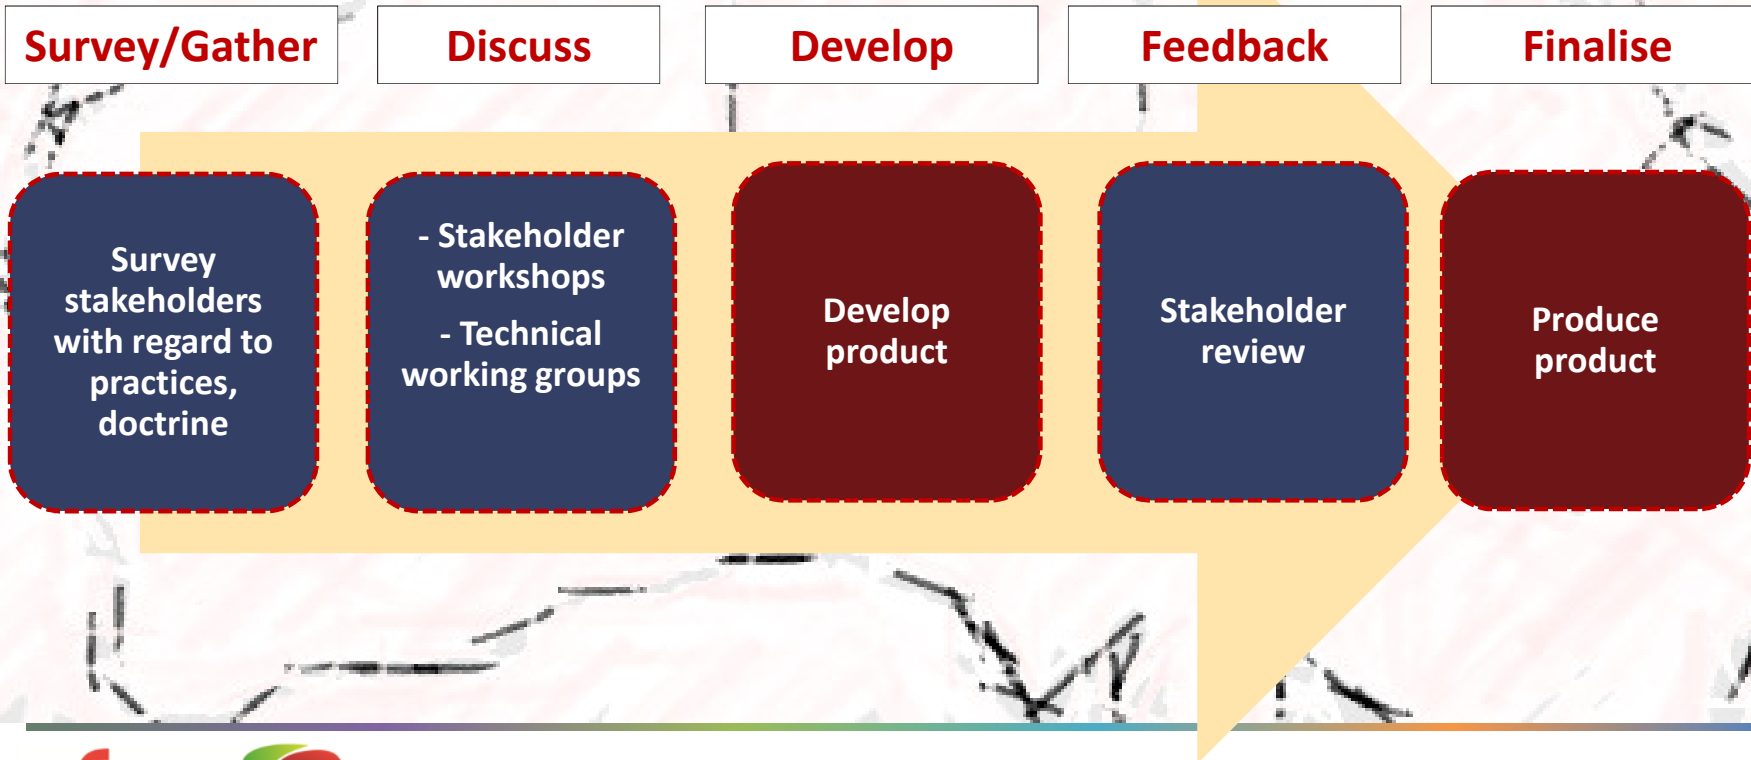 Survey/Gather
Discuss
Develop
Feedback
Finalise
Survey
stakeholders
with regard to
practices,
doctrine
- Stakeholder
workshops
- Technical
working groups
Develop
product
Stakeholder
review
Produce
product